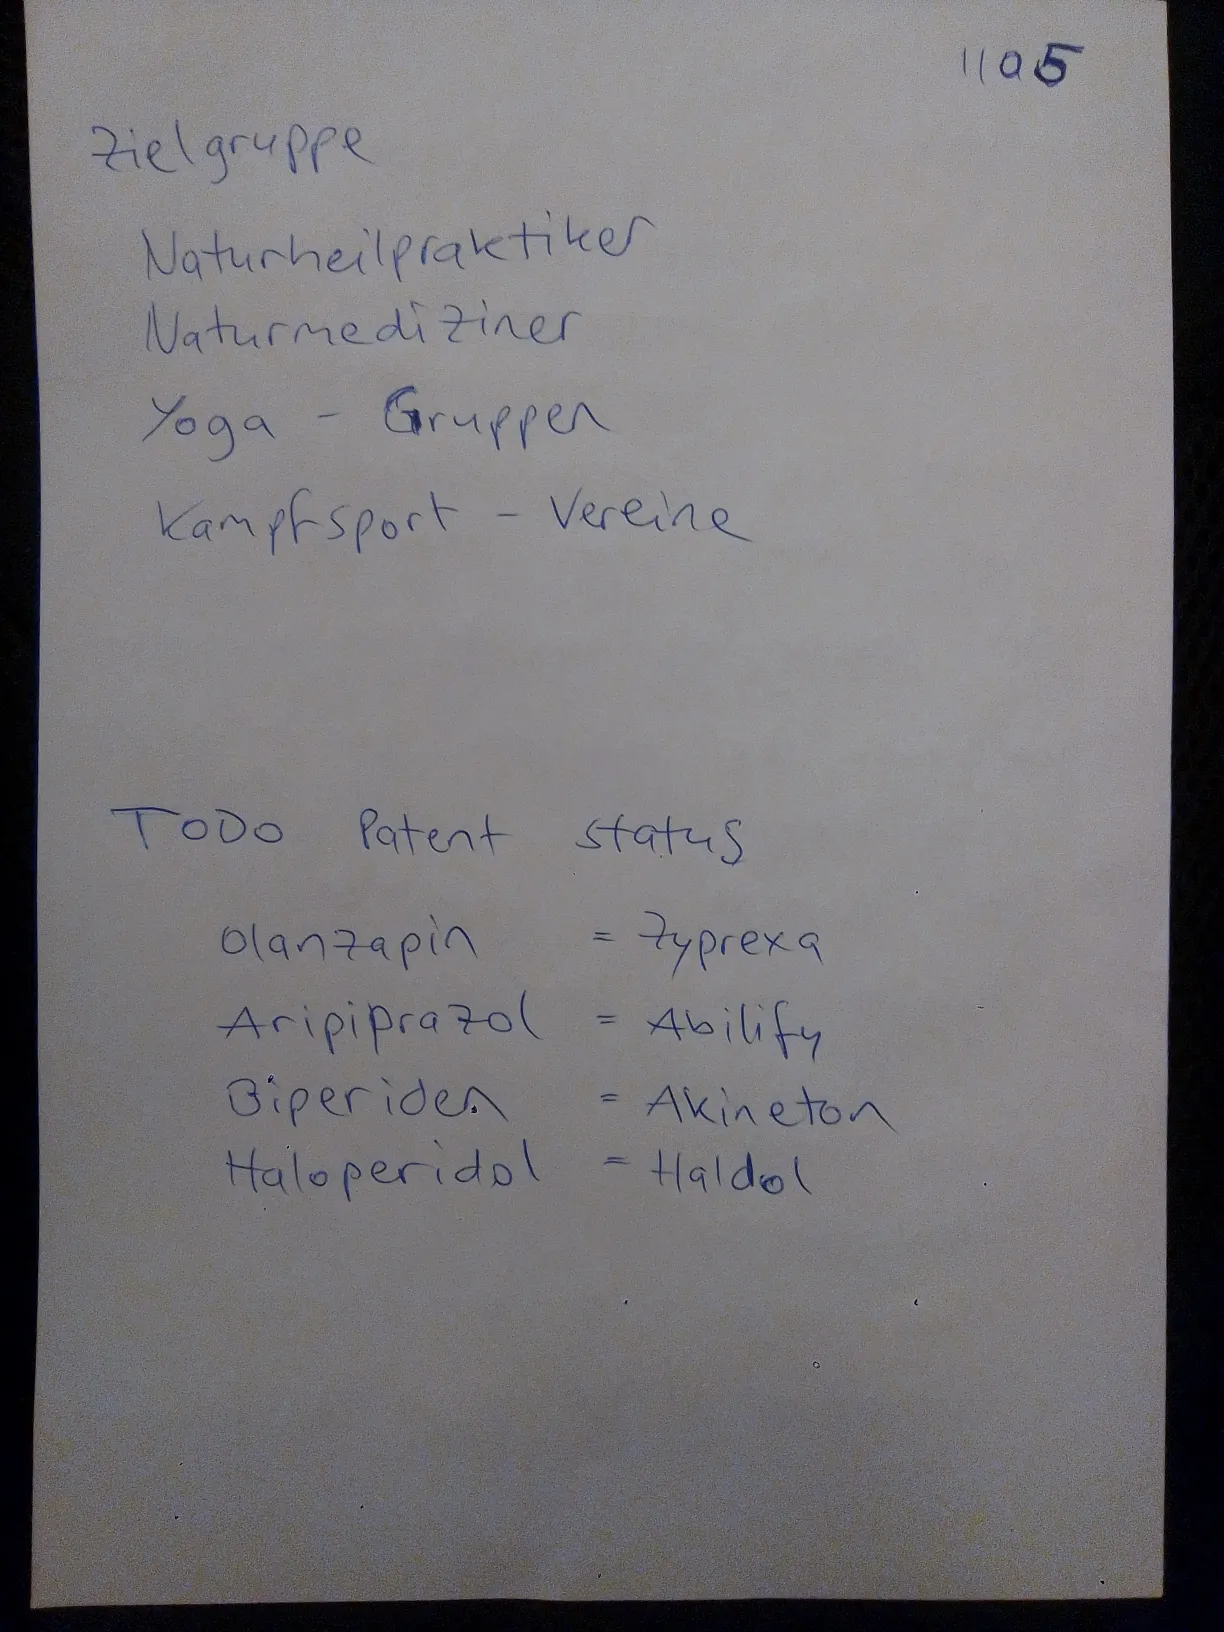 1105
Zielgruppe
Naturheilpraktiker
Naturmediziner
Yoga - Gruppen
Kampfsport - Vereine
TODO Patent status
Olanzapin = Zyprexa
Aripiprazol = Abilify
Biperiden = Akineton
Haloperidol = Haldol